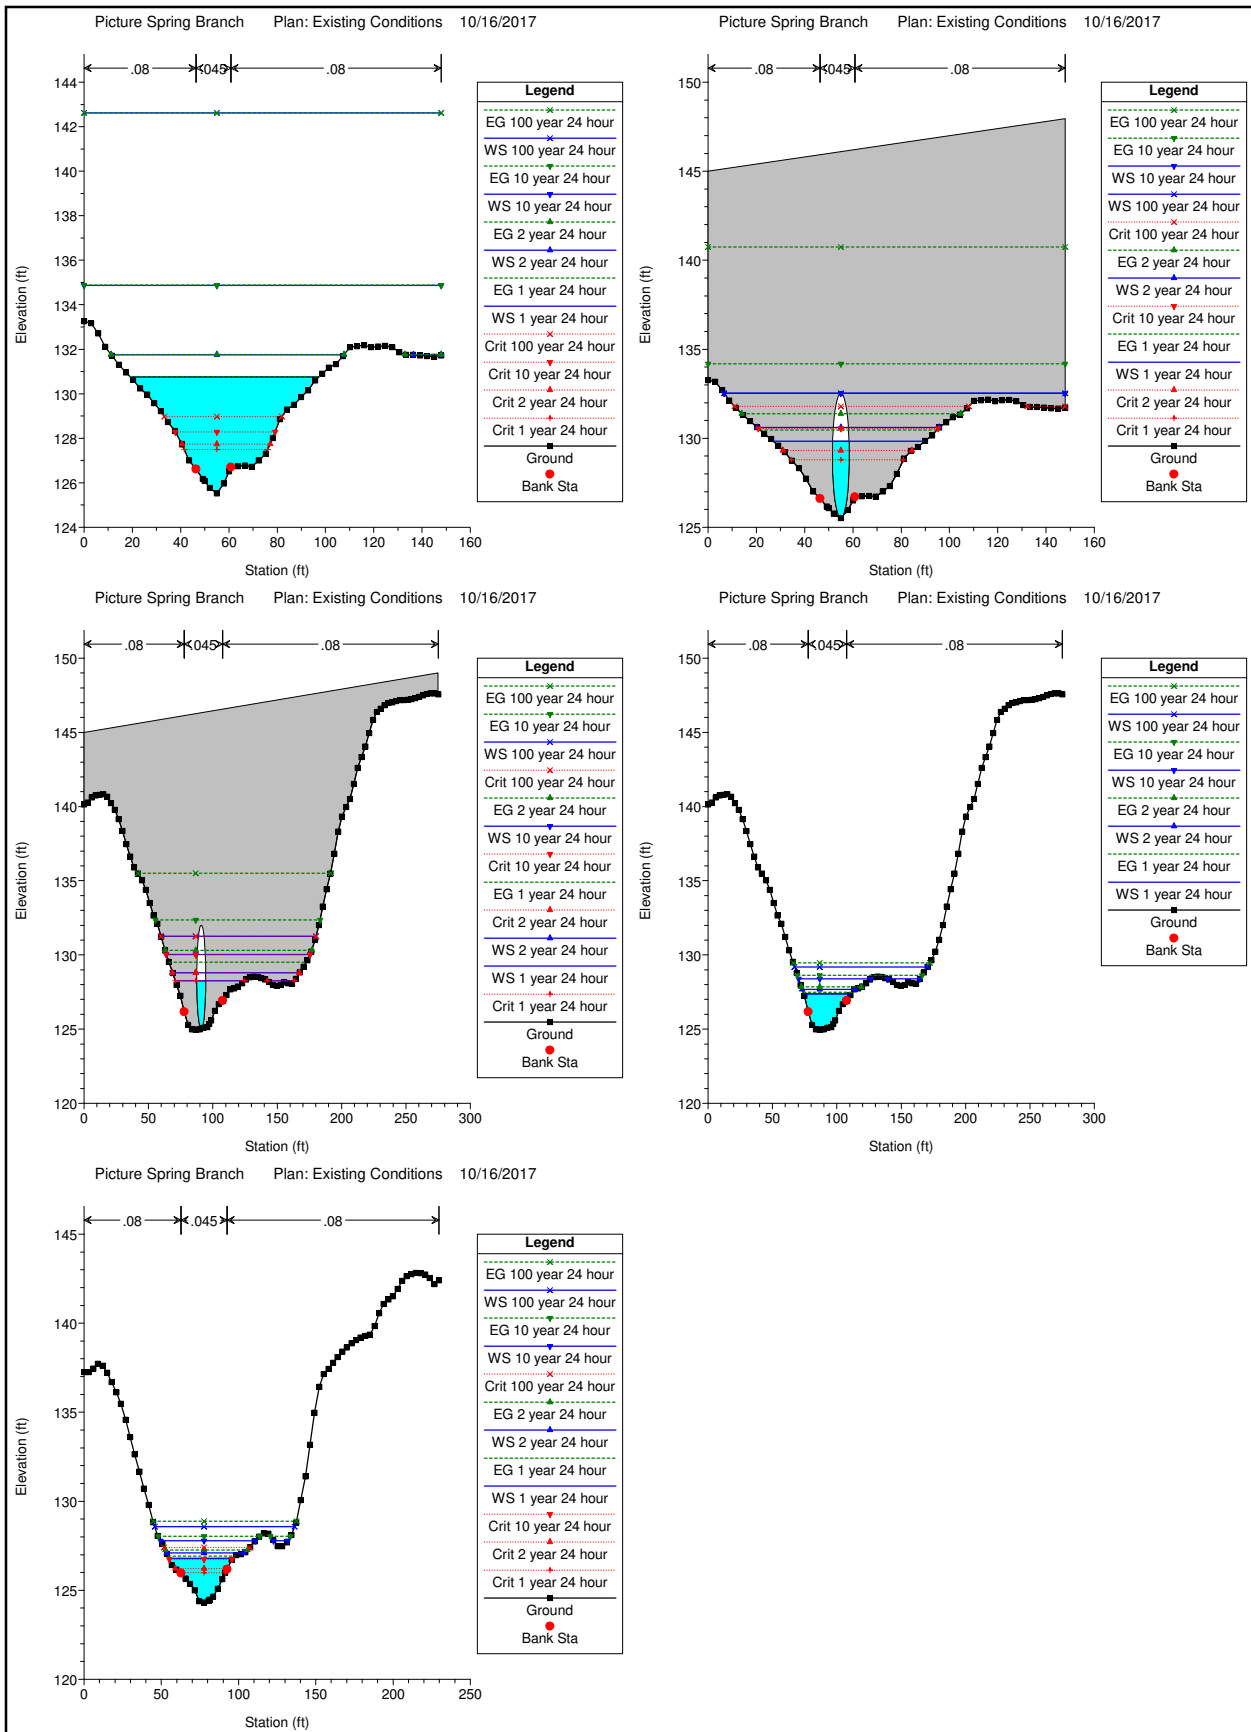 Picture Spring Branch Plan: Existing Conditions 10/16/2017
.08 .045 .08
144
142
140
138
136
134
132
130
128
126
124
0 20 40 60 80 100 120 140 160
Elevation (ft)
Station (ft)
Legend
EG 100 year 24 hour
WS 100 year 24 hour
EG 10 year 24 hour
WS 10 year 24 hour
EG 2 year 24 hour
WS 2 year 24 hour
EG 1 year 24 hour
WS 1 year 24 hour
Crit 100 year 24 hour
Crit 10 year 24 hour
Crit 2 year 24 hour
Crit 1 year 24 hour
Ground
Bank Sta
Picture Spring Branch Plan: Existing Conditions 10/16/2017
.08 .045 .08
150
145
140
135
130
125
0 20 40 60 80 100 120 140 160
Elevation (ft)
Station (ft)
Legend
EG 100 year 24 hour
EG 10 year 24 hour
WS 10 year 24 hour
WS 100 year 24 hour
Crit 100 year 24 hour
EG 2 year 24 hour
WS 2 year 24 hour
Crit 10 year 24 hour
EG 1 year 24 hour
WS 1 year 24 hour
Crit 2 year 24 hour
Crit 1 year 24 hour
Ground
Bank Sta
Picture Spring Branch Plan: Existing Conditions 10/16/2017
.08 .045 .08
150
145
140
135
130
125
120
0 50 100 150 200 250 300
Elevation (ft)
Station (ft)
Legend
EG 100 year 24 hour
EG 10 year 24 hour
WS 100 year 24 hour
Crit 100 year 24 hour
EG 2 year 24 hour
WS 10 year 24 hour
Crit 10 year 24 hour
EG 1 year 24 hour
Crit 2 year 24 hour
WS 2 year 24 hour
WS 1 year 24 hour
Crit 1 year 24 hour
Ground
Bank Sta
Picture Spring Branch Plan: Existing Conditions 10/16/2017
.08 .045 .08
150
145
140
135
130
125
120
0 50 100 150 200 250 300
Elevation (ft)
Station (ft)
Legend
EG 100 year 24 hour
WS 100 year 24 hour
EG 10 year 24 hour
WS 10 year 24 hour
EG 2 year 24 hour
WS 2 year 24 hour
EG 1 year 24 hour
WS 1 year 24 hour
Ground
Bank Sta
Picture Spring Branch Plan: Existing Conditions 10/16/2017
.08 .045 .08
145
140
135
130
125
120
0 50 100 150 200 250
Elevation (ft)
Station (ft)
Legend
EG 100 year 24 hour
WS 100 year 24 hour
EG 10 year 24 hour
WS 10 year 24 hour
Crit 100 year 24 hour
EG 2 year 24 hour
WS 2 year 24 hour
EG 1 year 24 hour
WS 1 year 24 hour
Crit 10 year 24 hour
Crit 2 year 24 hour
Crit 1 year 24 hour
Ground
Bank Sta